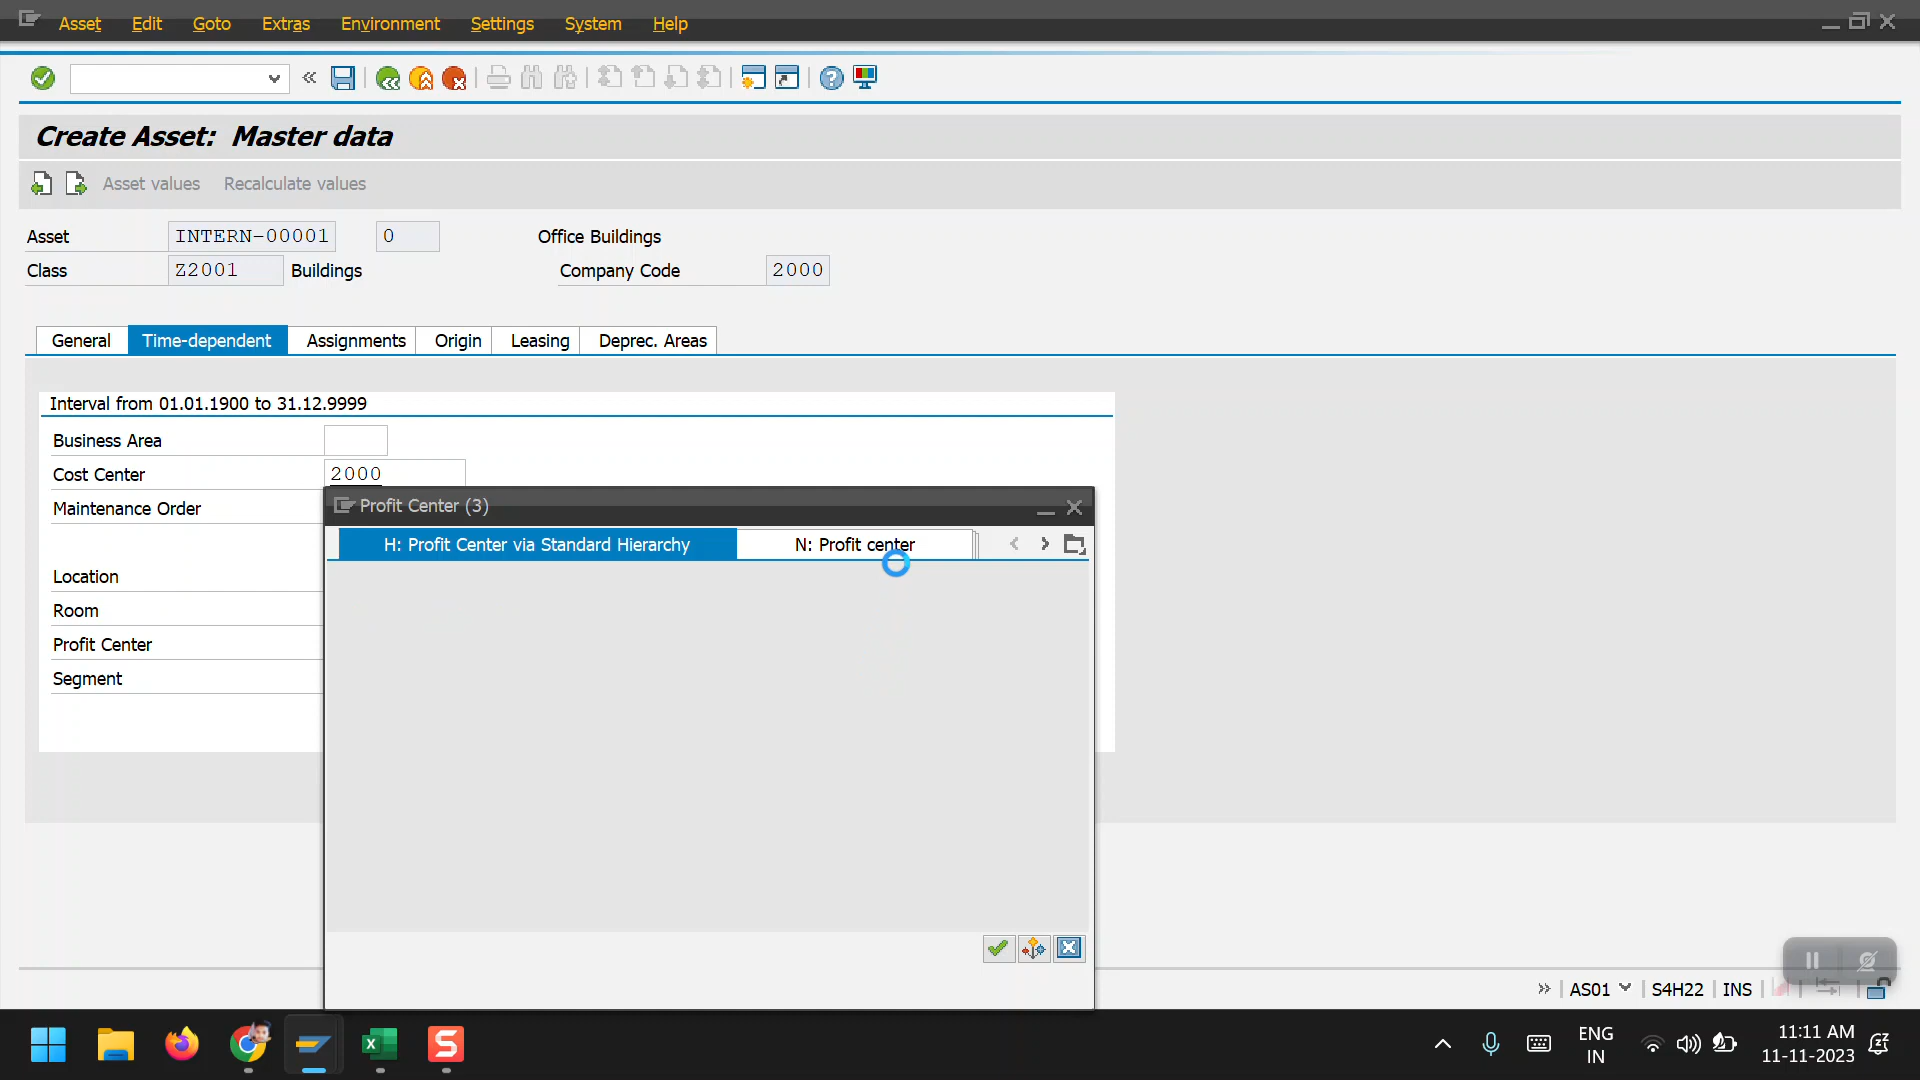 Asset Edit Goto Extras Environment Settings System Help
Create Asset: Master data
Asset values Recalculate values
Asset INTERN-00001 0 Office Buildings
Class Z2001 Buildings Company Code 2000
General Time-dependent Assignments Origin Leasing Deprec. Areas
Interval from 01.01.1900 to 31.12.9999
Business Area
Cost Center 2000
Maintenance Order
Location
Room
Profit Center
Segment
Profit Center (3)
H: Profit Center via Standard Hierarchy N: Profit center
AS01 S4H22 INS
ENG
IN
11:11 AM
11-11-2023